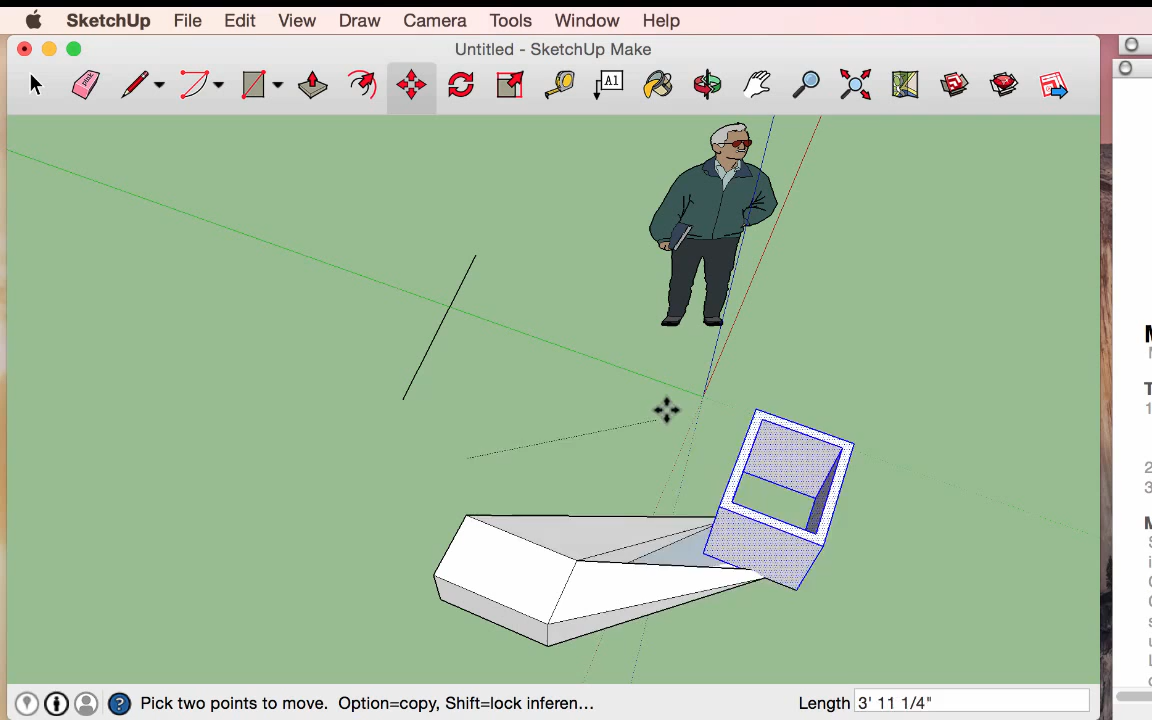 SketchUp File Edit View Draw Camera Tools Window Help
Untitled - SketchUp Make
A1
Pick two points to move. Option=copy, Shift=lock inferen...
Length 3' 11 1/4"